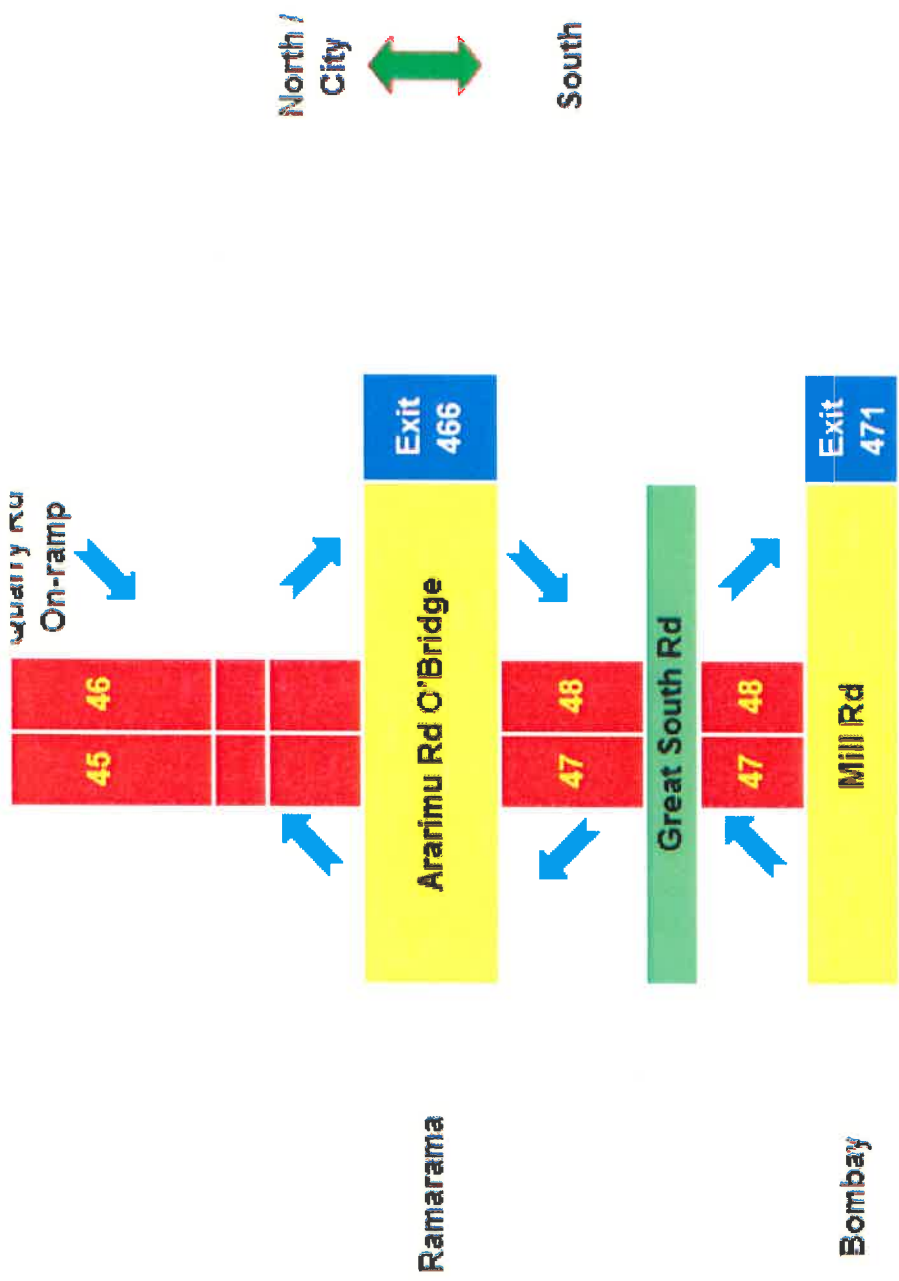 Quarry Rd
On-ramp
45
46
North /
City
Ramarama
Ararimu Rd O'Bridge
Exit
466
47
48
South
Great South Rd
47
48
Bombay
Mill Rd
Exit
471